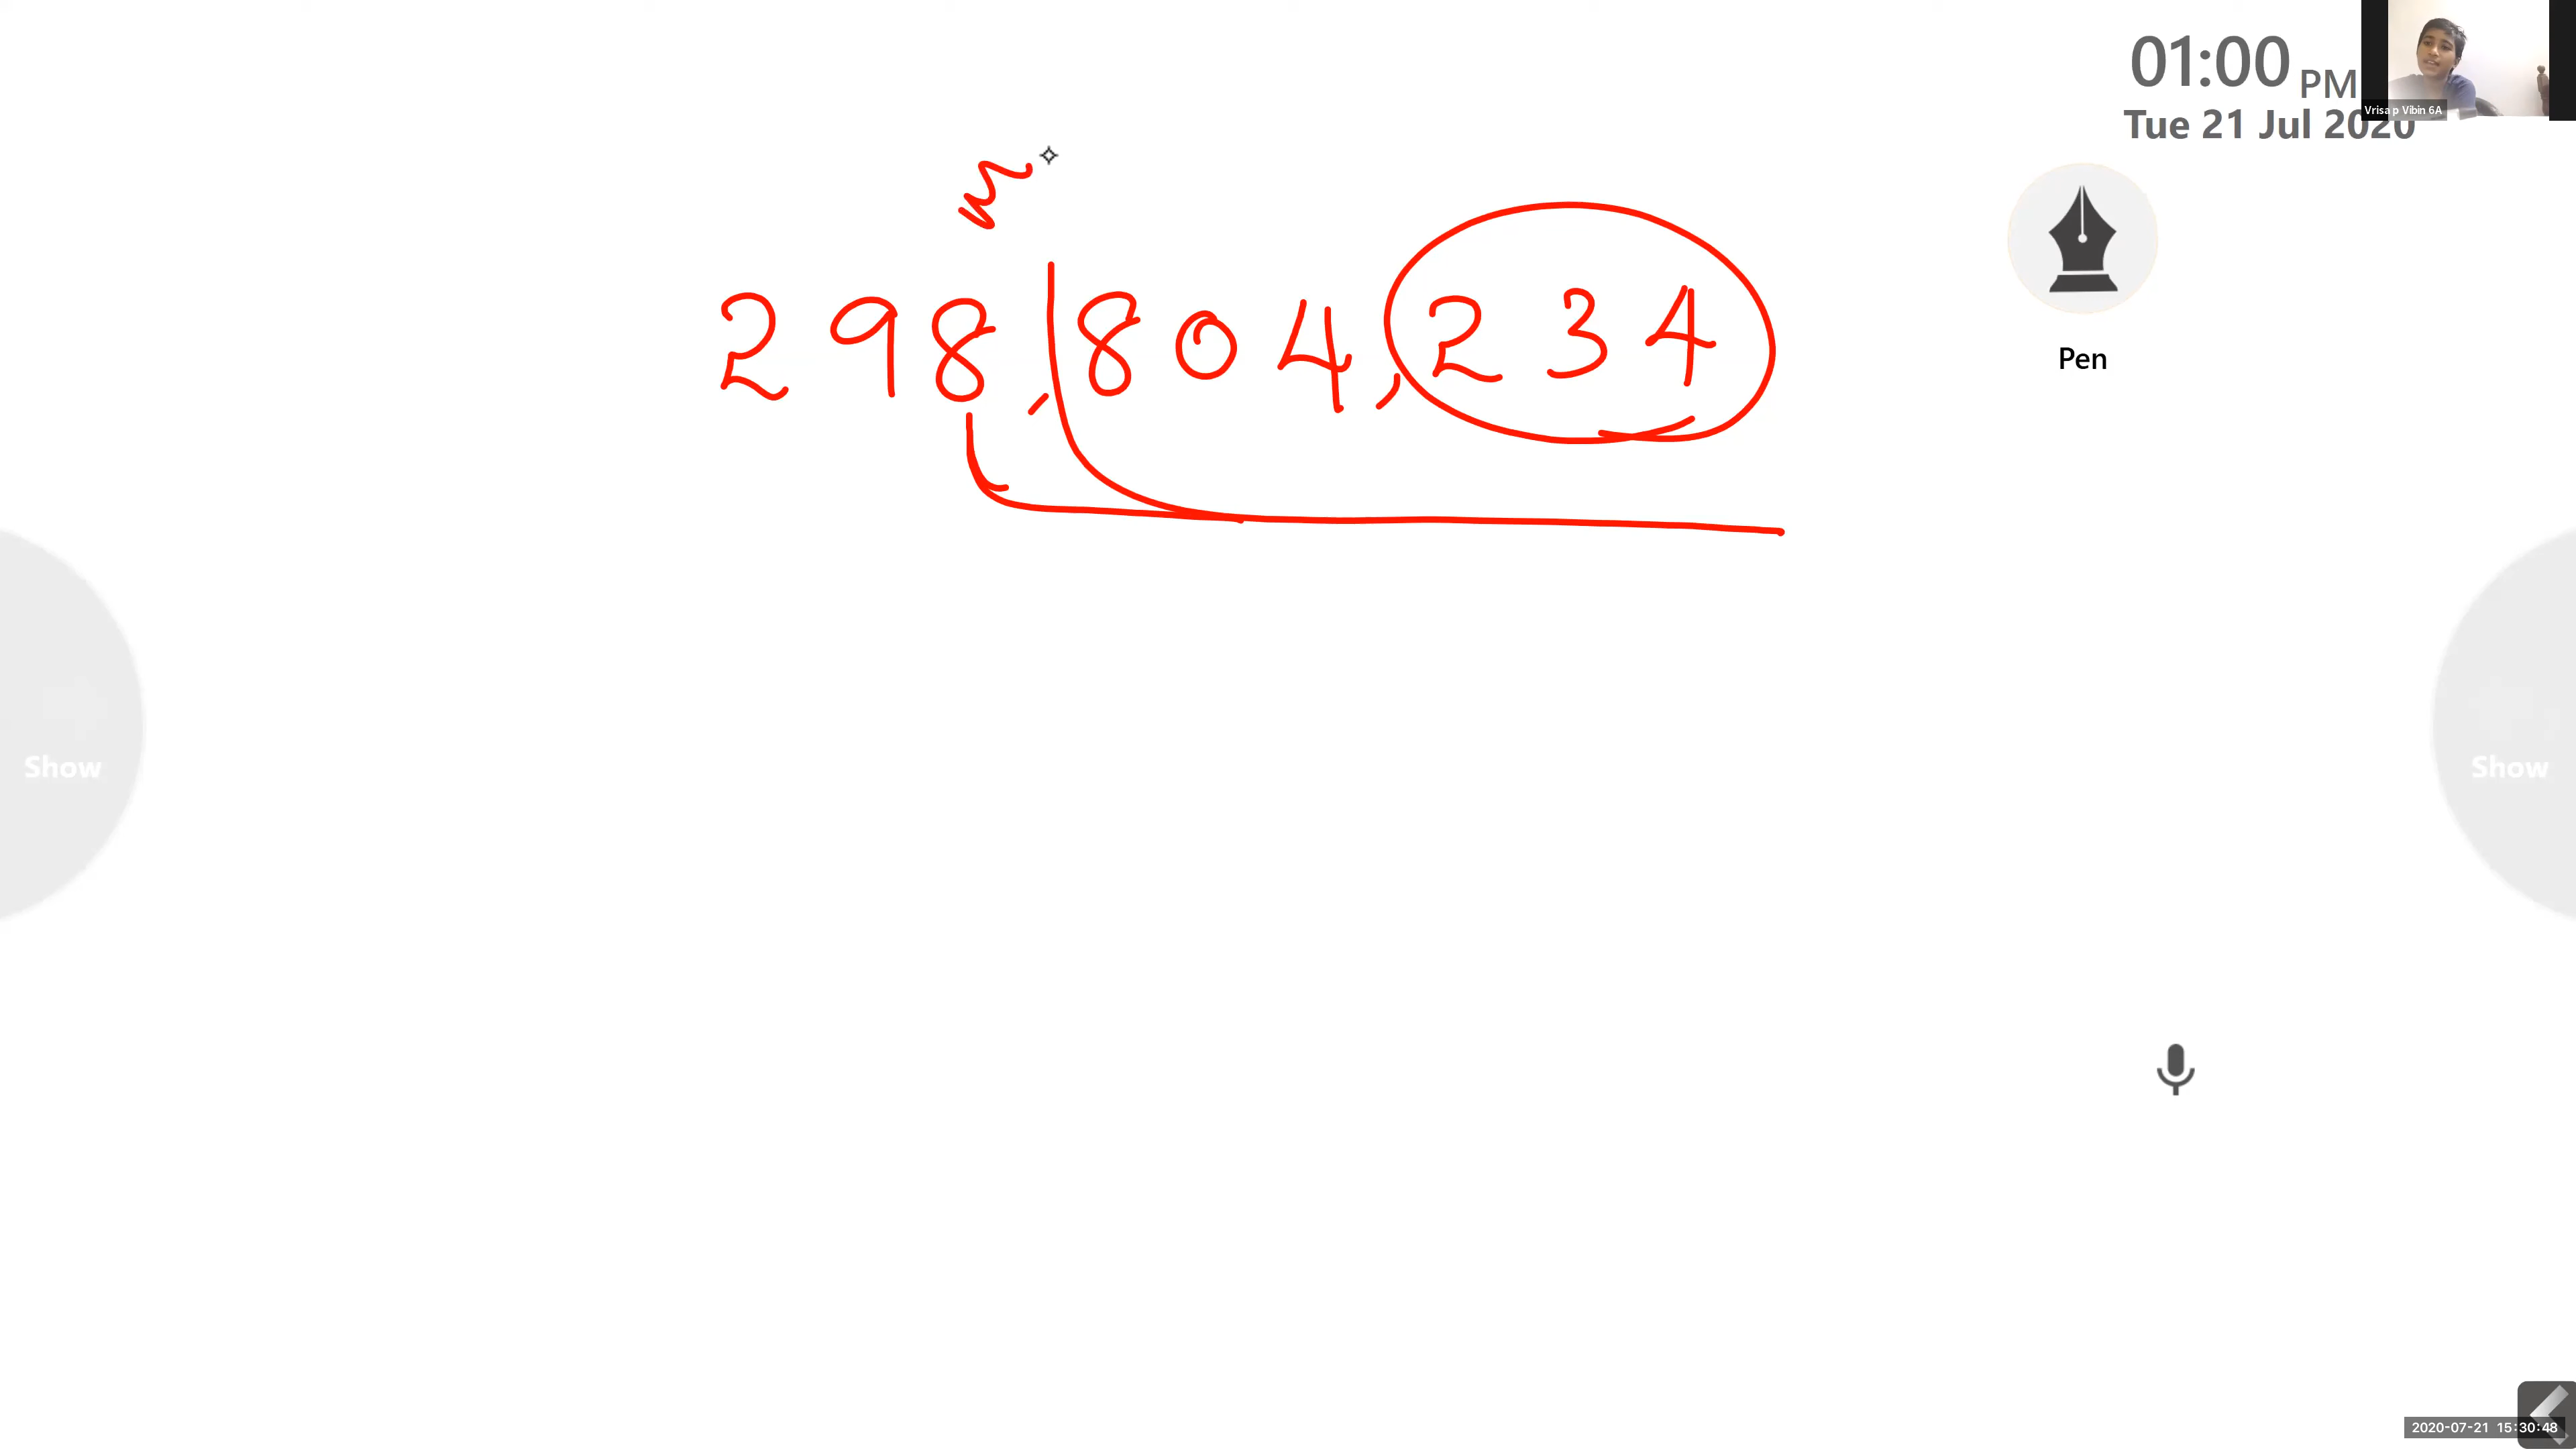 01:00 PM
Tue 21 Jul 2020
Vrisa p Vibin 6A
m
298,804,234
Pen
Show
Show
2020-07-21 15:30:48